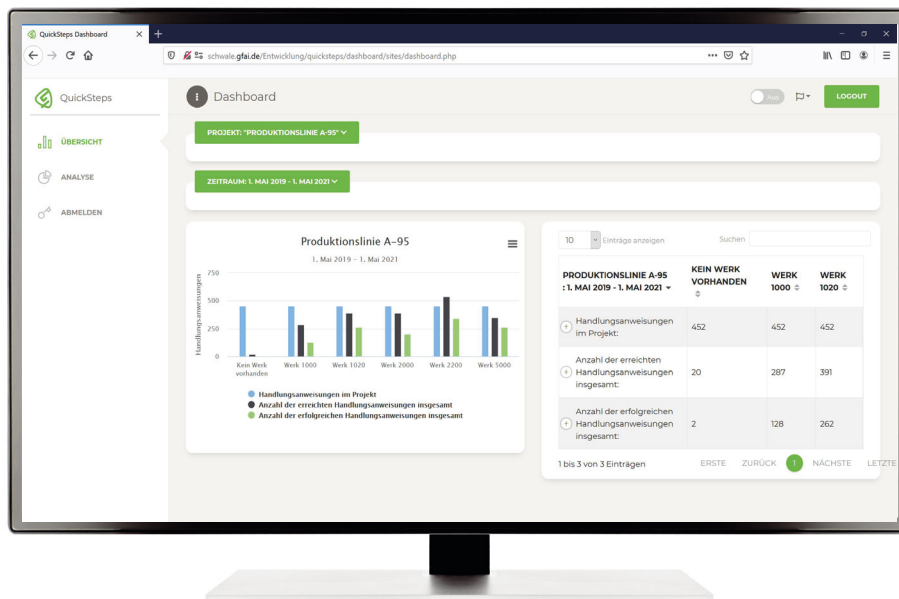 QuickSteps Dashboard
schwale.gfai.de/Entwicklung/quicksteps/dashboard/sites/dashboard.php
QuickSteps
Dashboard
Aus
LOGOUT
ÜBERSICHT
ANALYSE
ABMELDEN
PROJEKT: "PRODUKTIONSLINIE A-95"
ZEITRAUM: 1. MAI 2019 - 1. MAI 2021
Produktionslinie A-95
1. Mai 2019 - 1. Mai 2021
Handlungsanweisungen
750
500
250
0
Kein Werk
vorhanden
Werk 1000
Werk 1020
Werk 2000
Werk 2200
Werk 5000
Handlungsanweisungen im Projekt
Anzahl der erreichten Handlungsanweisungen insgesamt
Anzahl der erfolgreichen Handlungsanweisungen insgesamt
10
Einträge anzeigen
Suchen
PRODUKTIONSLINIE A-95
: 1. MAI 2019 - 1. MAI 2021
KEIN WERK
VORHANDEN
WERK
1000
WERK
1020
Handlungsanweisungen
im Projekt:
452
452
452
Anzahl der erreichten
Handlungsanweisungen
insgesamt:
20
287
391
Anzahl der erfolgreichen
Handlungsanweisungen
insgesamt:
2
128
262
1 bis 3 von 3 Einträgen
ERSTE
ZURÜCK
1
NÄCHSTE
LETZTE